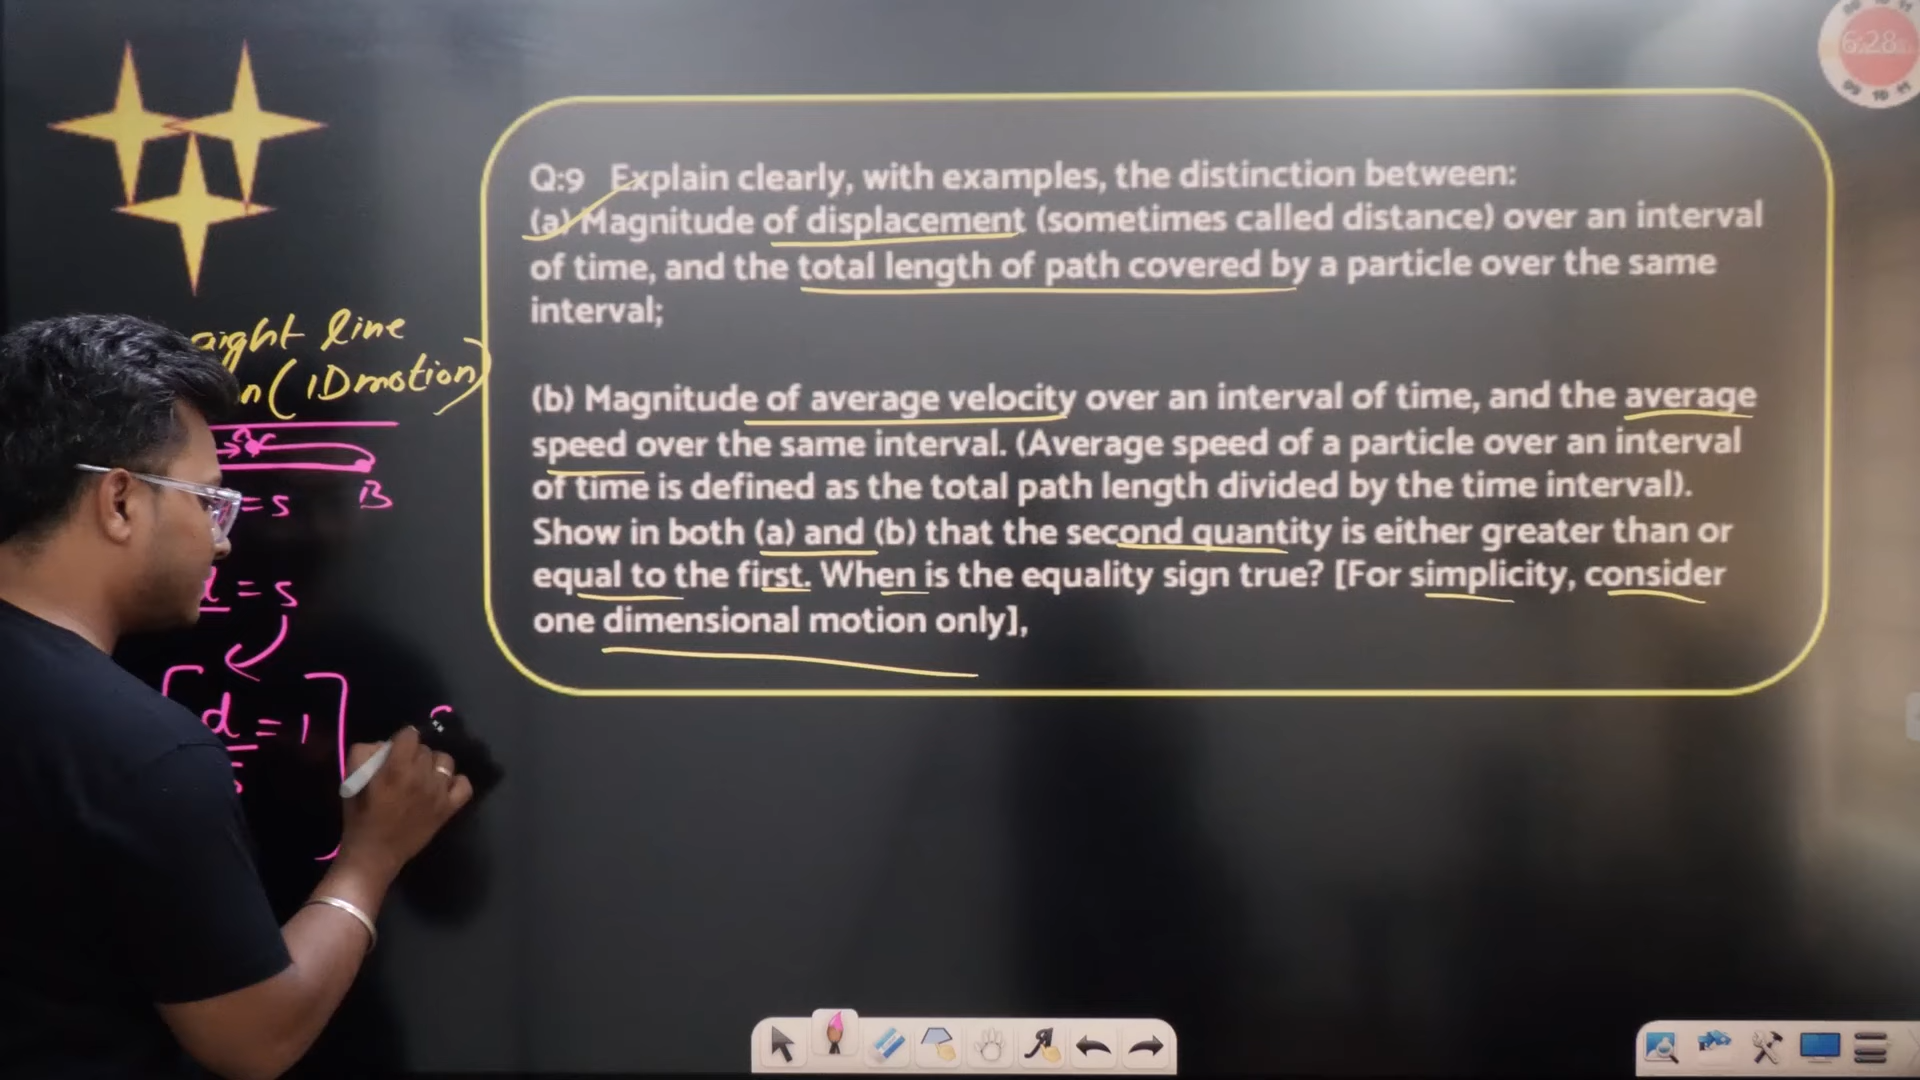 Q:9 Explain clearly, with examples, the distinction between:
(a) Magnitude of displacement (sometimes called distance) over an interval
of time, and the total length of path covered by a particle over the same
interval;
(b) Magnitude of average velocity over an interval of time, and the average
speed over the same interval. (Average speed of a particle over an interval
of time is defined as the total path length divided by the time interval).
Show in both (a) and (b) that the second quantity is either greater than or
equal to the first. When is the equality sign true? [For simplicity, consider
one dimensional motion only],
line
(1D motion)
= s B
d = s
d = 1